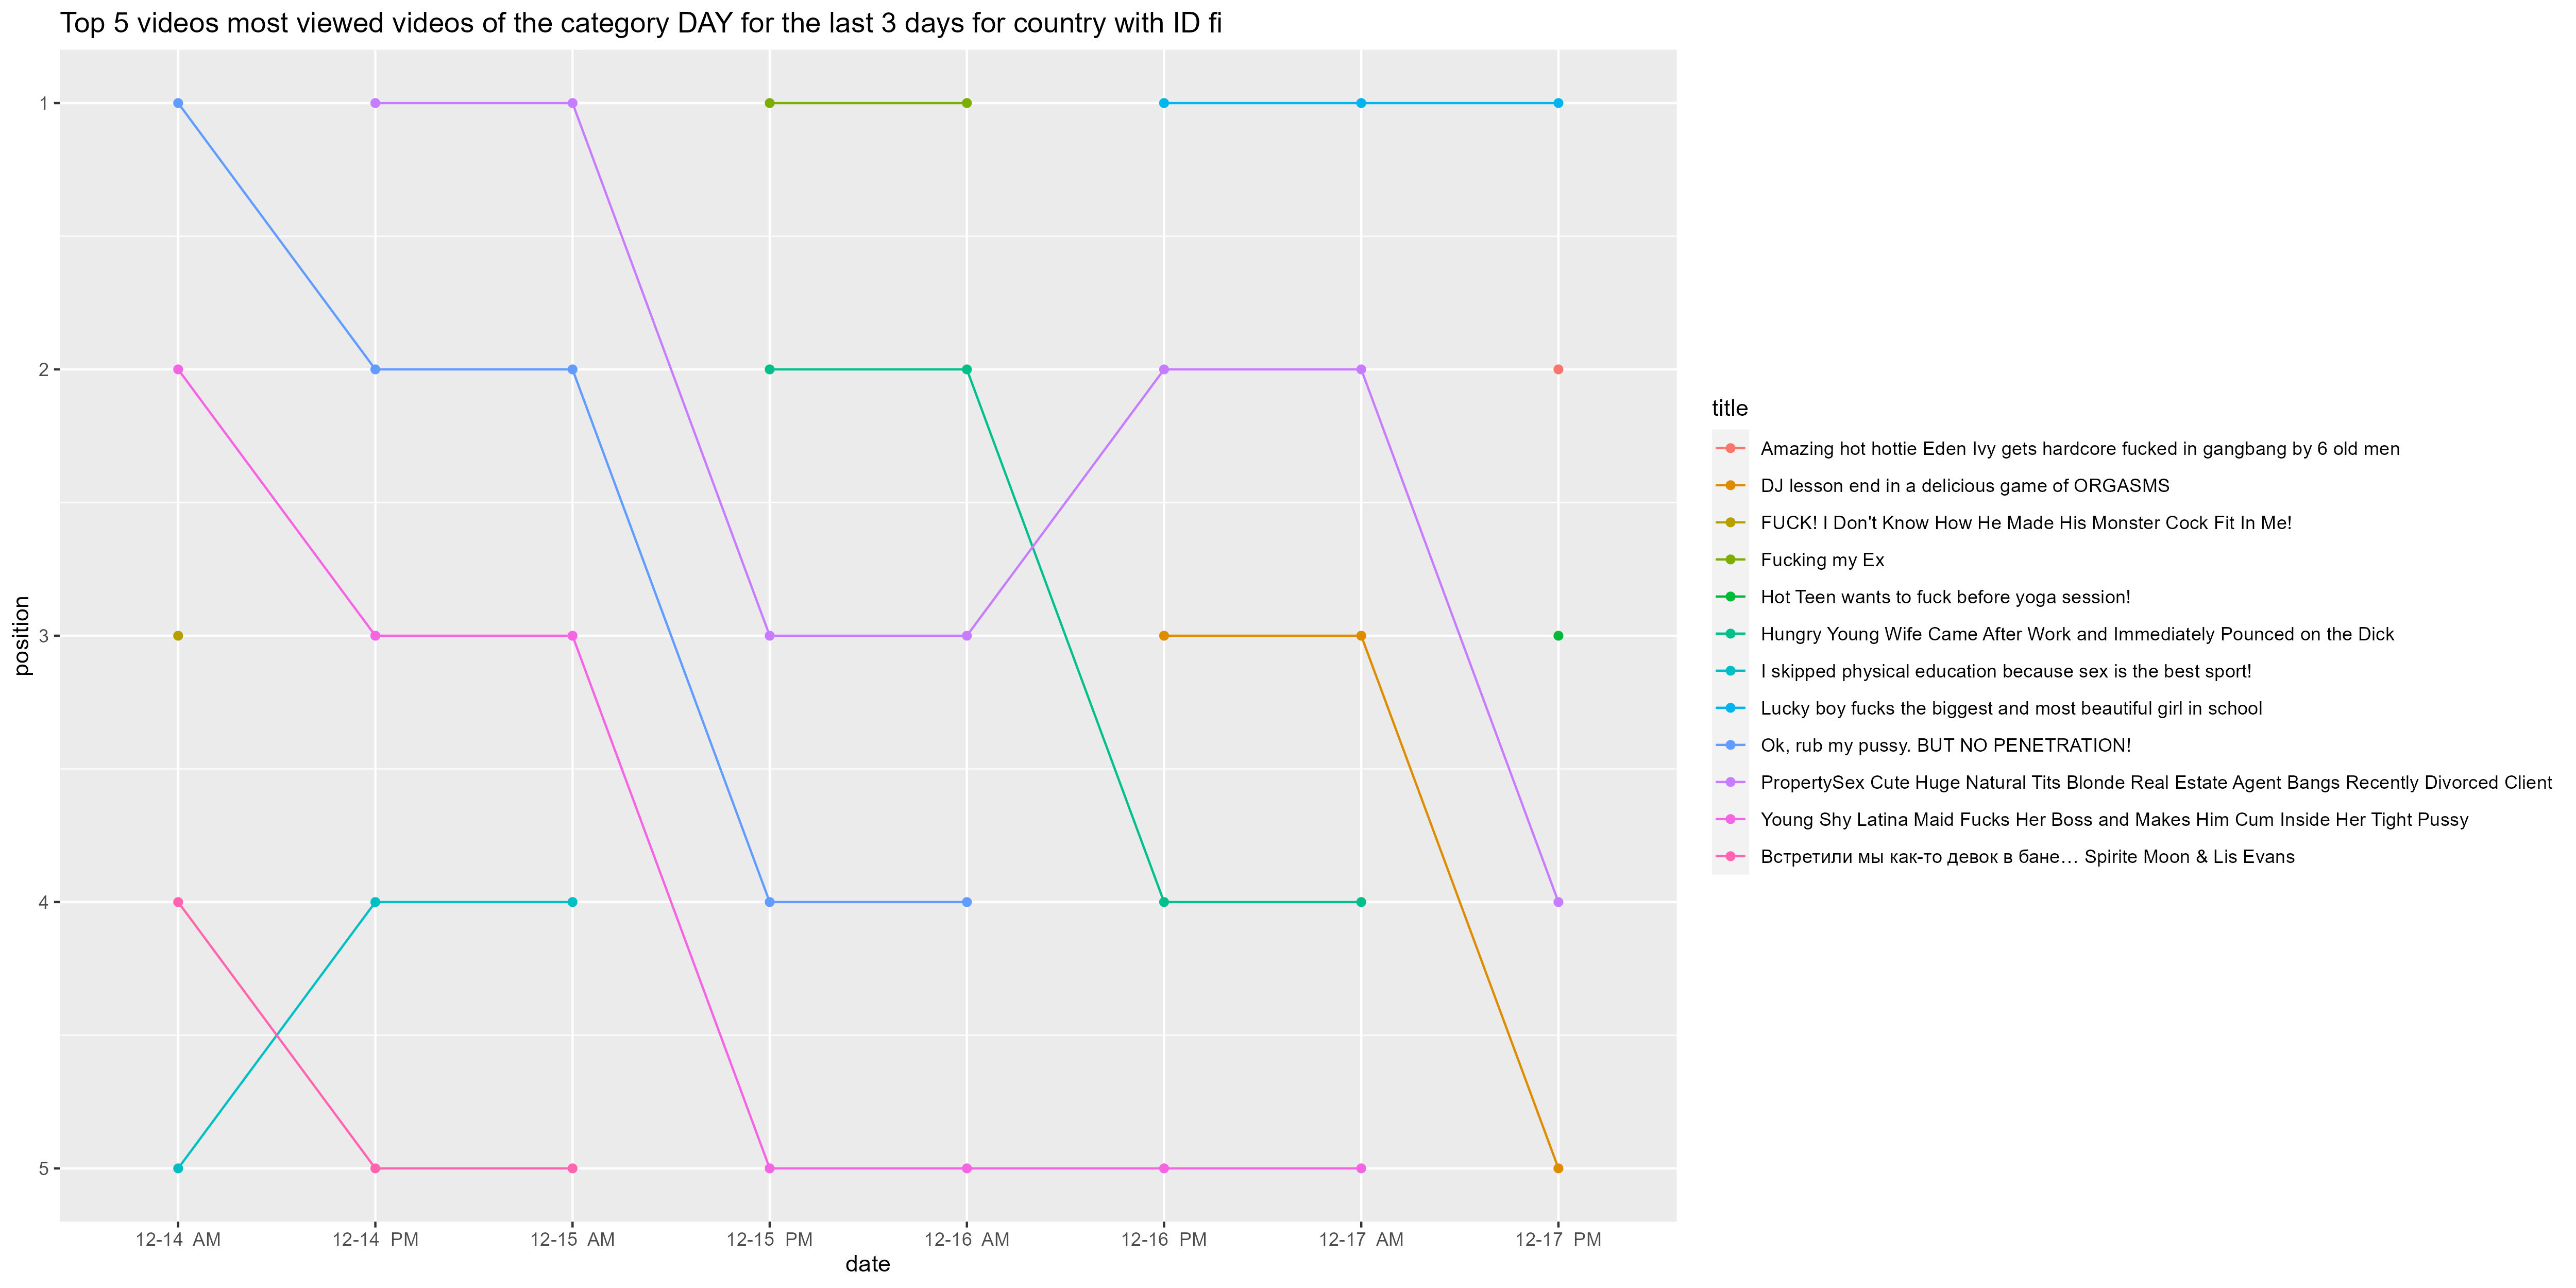 Top 5 videos most viewed videos of the category DAY for the last 3 days for country with ID fi
position
1
2
3
4
5
12-14 AM
12-14 PM
12-15 AM
12-15 PM
12-16 AM
12-16 PM
12-17 AM
12-17 PM
date
title
Amazing hot hottie Eden Ivy gets hardcore fucked in gangbang by 6 old men
DJ lesson end in a delicious game of ORGASMS
FUCK! I Don't Know How He Made His Monster Cock Fit In Me!
Fucking my Ex
Hot Teen wants to fuck before yoga session!
Hungry Young Wife Came After Work and Immediately Pounced on the Dick
I skipped physical education because sex is the best sport!
Lucky boy fucks the biggest and most beautiful girl in school
Ok, rub my pussy. BUT NO PENETRATION!
PropertySex Cute Huge Natural Tits Blonde Real Estate Agent Bangs Recently Divorced Client
Young Shy Latina Maid Fucks Her Boss and Makes Him Cum Inside Her Tight Pussy
Встретили мы как-то девок в бане… Spirite Moon & Lis Evans